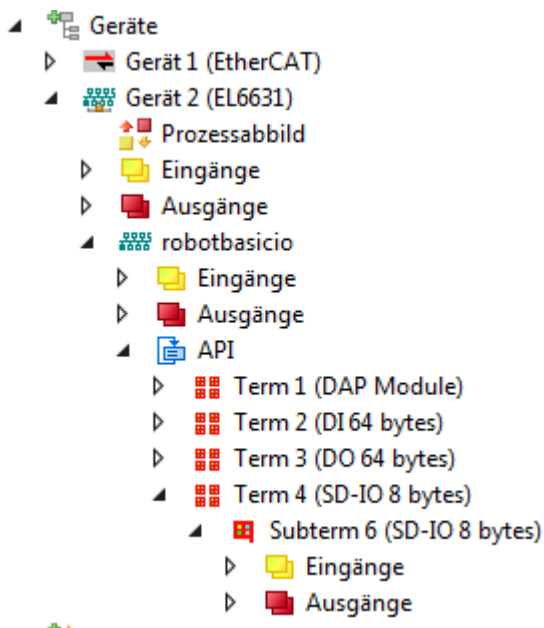 Geräte
Gerät 1 (EtherCAT)
Gerät 2 (EL6631)
Prozessabbild
Eingänge
Ausgänge
robotbasicio
Eingänge
Ausgänge
API
Term 1 (DAP Module)
Term 2 (DI 64 bytes)
Term 3 (DO 64 bytes)
Term 4 (SD-IO 8 bytes)
Subterm 6 (SD-IO 8 bytes)
Eingänge
Ausgänge